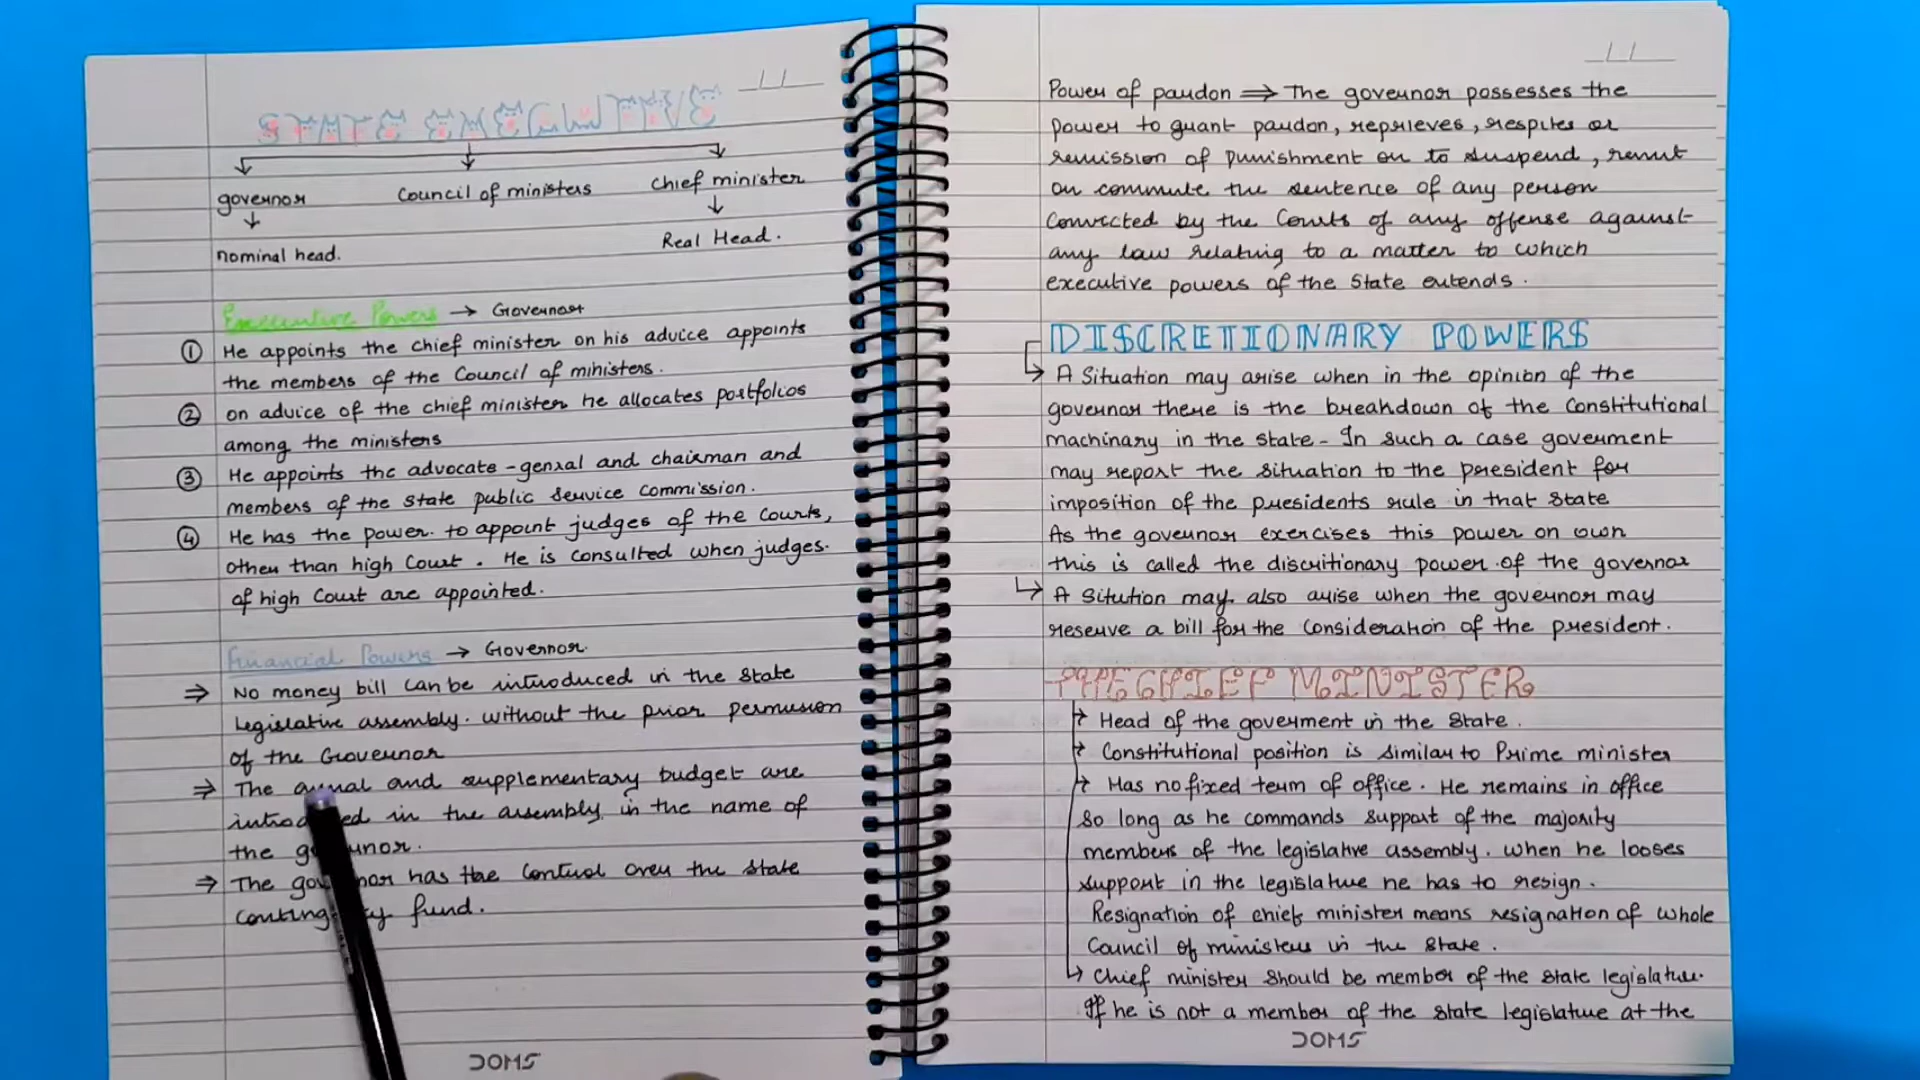 STATE EXECUTIVE
governor
Council of ministers
Chief minister
nominal head.
Real Head.
Executive Powers → Governor
① He appoints the chief minister on his advice appoints
the members of the Council of ministers.
② on advice of the chief minister he allocates portfolios
among the ministers
③ He appoints the advocate - genral and chairman and
members of the state public service commission.
④ He has the power to appoint judges of the Courts,
other than high Court. He is consulted when judges.
of high Court are appointed.
Financial Powers → Governor.
⇒ No money bill can be introduced in the State
legislative assembly. without the prior permission
of the Governor
⇒ The and supplementary budget are
in the assembly in the name of
the
⇒ The has the Control over the State
fund.
DOMS
Power of pardon ⇒ The governor possesses the
power to grant pardon, reprieves, respites or
remission of punishment or to suspend, remit
or commute the sentence of any person
Convicted by the Courts of any offense against
any law relating to a matter to which
executive powers of the State extends.
DISCRETIONARY POWERS
→ A Situation may arise when in the opinion of the
governor there is the breakdown of the Constitutional
machinary in the state - In such a case goverment
may report the situation to the president for
imposition of the presidents rule in that State
As the governor exercises this power on own
this is called the discritionary power of the governor
→ A Sitution may also arise when the governor may
reserve a bill for the Consideration of the president.
THE CHIEF MINISTER
→ Head of the goverment in the State.
→ Constitutional position is similar to Prime minister
→ Has no fixed term of office. He remains in office
So long as he commands support of the majority
members of the legislative assembly. when he looses
support in the legislature he has to resign.
Resignation of chief minister means resignation of whole
Council of ministers in the State.
→ Chief minister should be member of the state legislature.
If he is not a member of the state legislature at the
DOMS